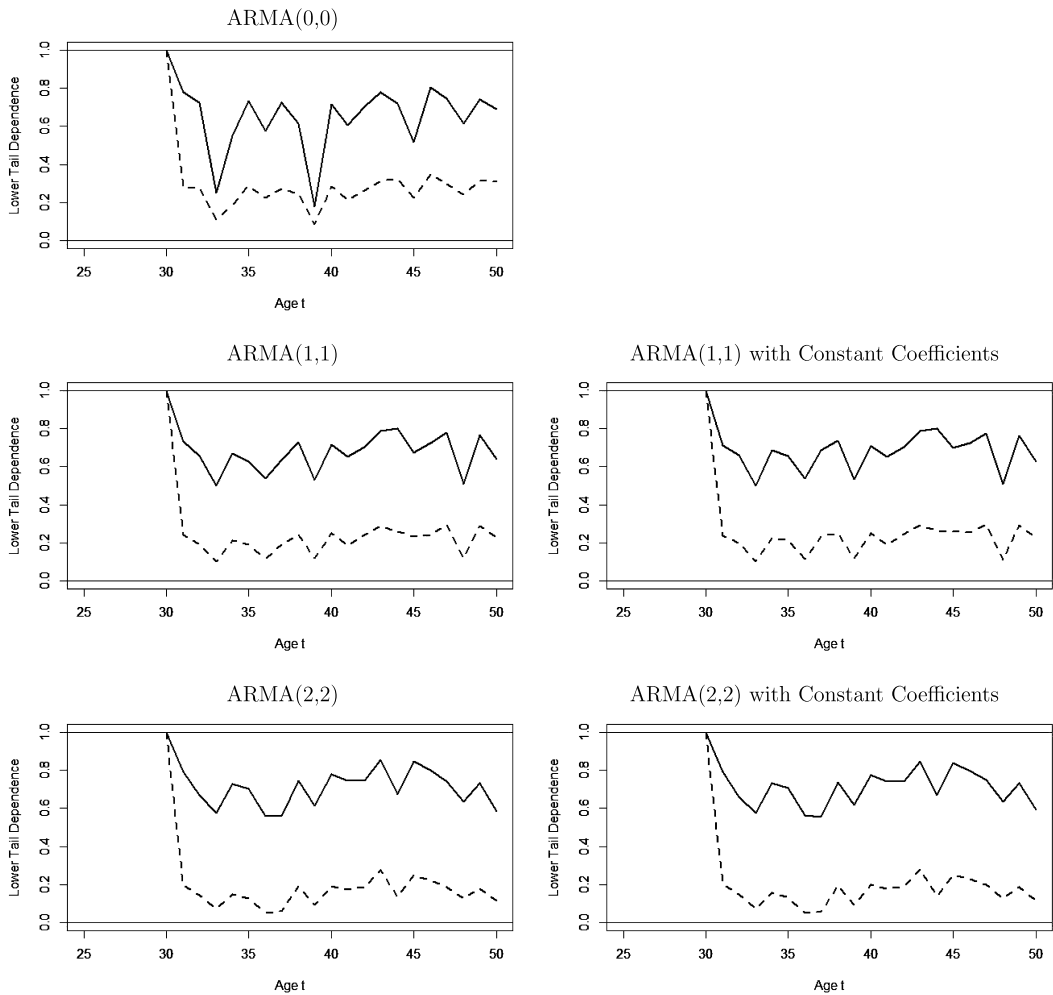 ARMA(0,0)
Lower Tail Dependence
1.0
0.8
0.6
0.4
0.2
0.0
25 30 35 40 45 50
Age t
ARMA(1,1)
Lower Tail Dependence
1.0
0.8
0.6
0.4
0.2
0.0
25 30 35 40 45 50
Age t
ARMA(1,1) with Constant Coefficients
Lower Tail Dependence
1.0
0.8
0.6
0.4
0.2
0.0
25 30 35 40 45 50
Age t
ARMA(2,2)
Lower Tail Dependence
1.0
0.8
0.6
0.4
0.2
0.0
25 30 35 40 45 50
Age t
ARMA(2,2) with Constant Coefficients
Lower Tail Dependence
1.0
0.8
0.6
0.4
0.2
0.0
25 30 35 40 45 50
Age t